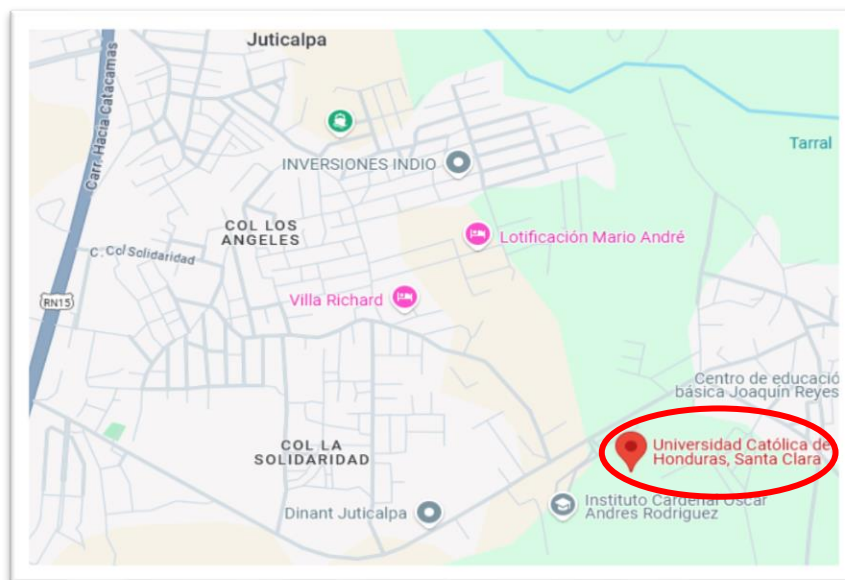 Juticalpa
Carr. Hacia Catacamas
Tarral
INVERSIONES INDIO
COL LOS
ANGELES
Lotificación Mario André
C. Col Solidaridad
Villa Richard
RN15
Centro de educació
básica Joaquín Reyes
COL LA
SOLIDARIDAD
Universidad Católica de
Honduras, Santa Clara
Instituto Cardenal Oscar
Andres Rodriguez
Dinant Juticalpa